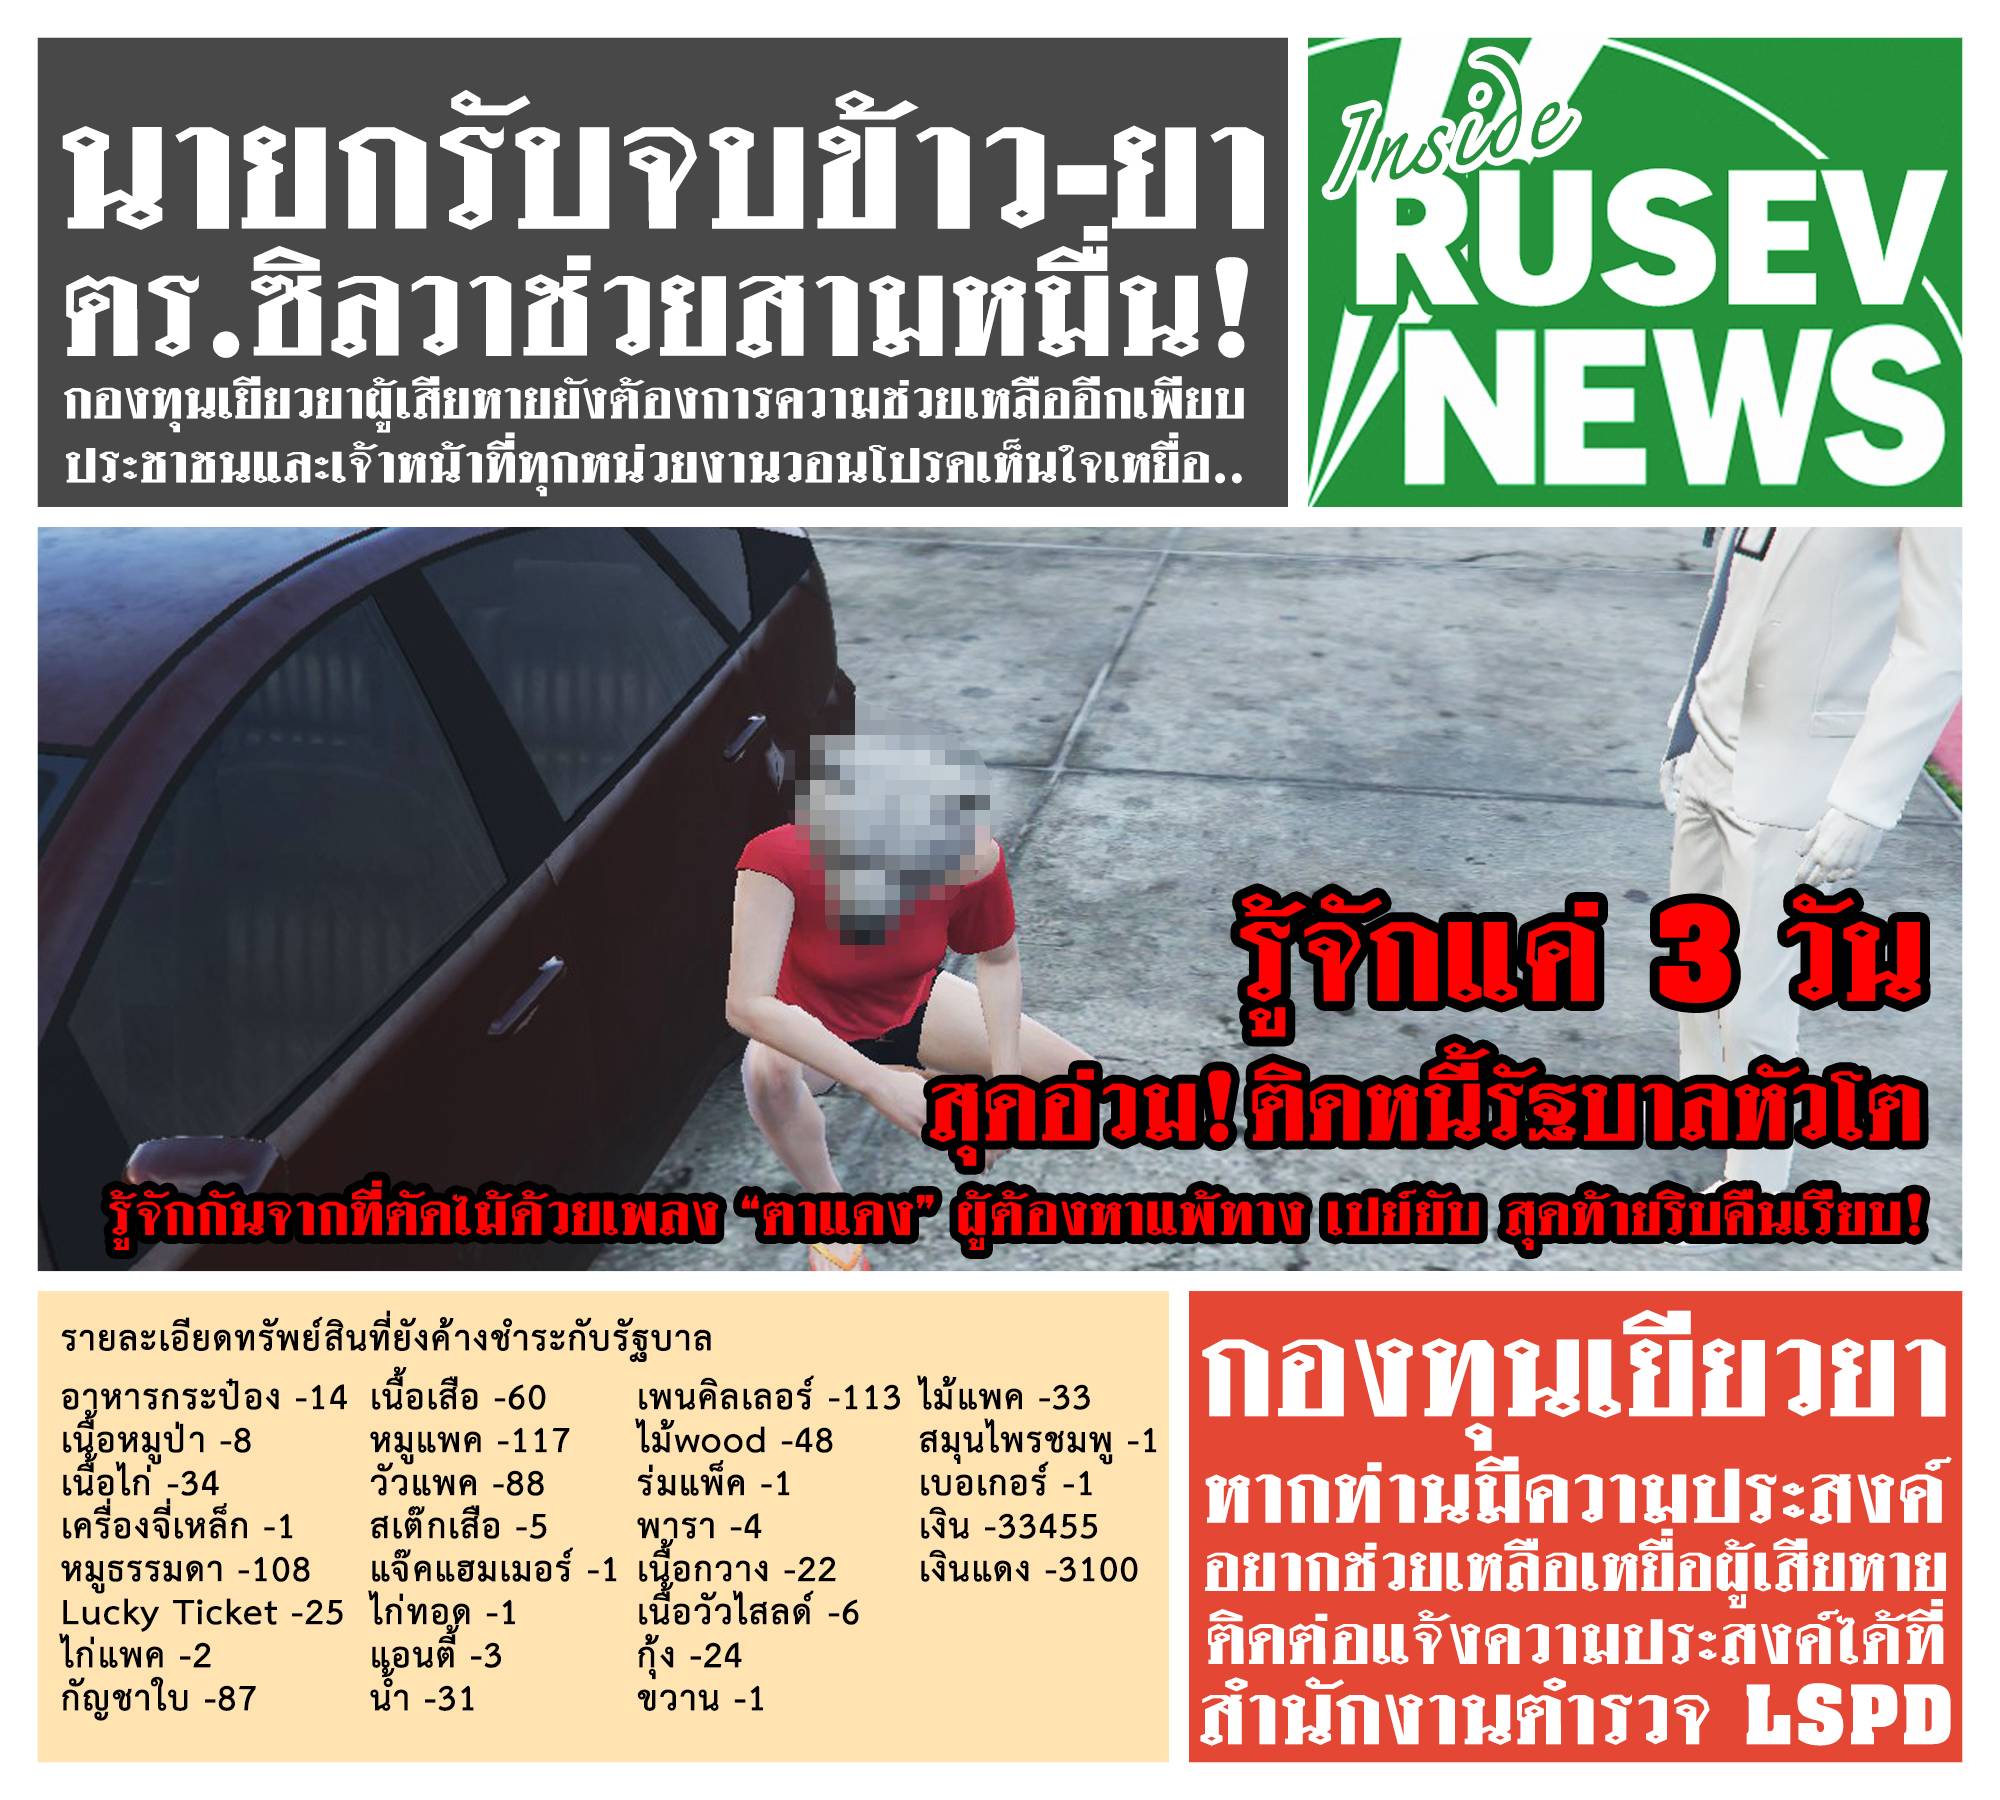 นายกรับจบข้าว-ยา
ตร.ซิลวาช่วยสามหมื่น!
กองทุนเยียวยาผู้เสียหายยังต้องการความช่วยเหลืออีกเพียบ
ประชาชนและเจ้าหน้าที่ทุกหน่วยงานวอนโปรดเห็นใจเหยื่อ..
Inside
RUSEV
NEWS
รู้จักแค่ 3 วัน
สุดอ่วม! ติดหนี้รัฐบาลหัวโต
รู้จักกันจากที่ตัดไม้ด้วยเพลง “ตาแดง” ผู้ต้องหาแพ้ทาง เปย์ยับ สุดท้ายริบคืนเรียบ!
รายละเอียดทรัพย์สินที่ยังค้างชำระกับรัฐบาล
อาหารกระป๋อง -14 เนื้อเสือ -60 เพนคิลเลอร์ -113 ไม้แพค -33
เนื้อหมูป่า -8 หมูแพค -117 ไม้wood -48 สมุนไพรชมพู -1
เนื้อไก่ -34 วัวแพค -88 ร่มแพ็ค -1 เบอเกอร์ -1
เครื่องจี่เหล็ก -1 สเต๊กเสือ -5 พารา -4 เงิน -33455
หมูธรรมดา -108 แจ๊คแฮมเมอร์ -1 เนื้อกวาง -22 เงินแดง -3100
Lucky Ticket -25 ไก่ทอด -1 เนื้อวัวไสลด์ -6
ไก่แพค -2 แอนตี้ -3 กุ้ง -24
กัญชาใบ -87 น้ำ -31 ขวาน -1
กองทุนเยียวยา
หากท่านมีความประสงค์
อยากช่วยเหลือเหยื่อผู้เสียหาย
ติดต่อแจ้งความประสงค์ได้ที่
สำนักงานตำรวจ LSPD